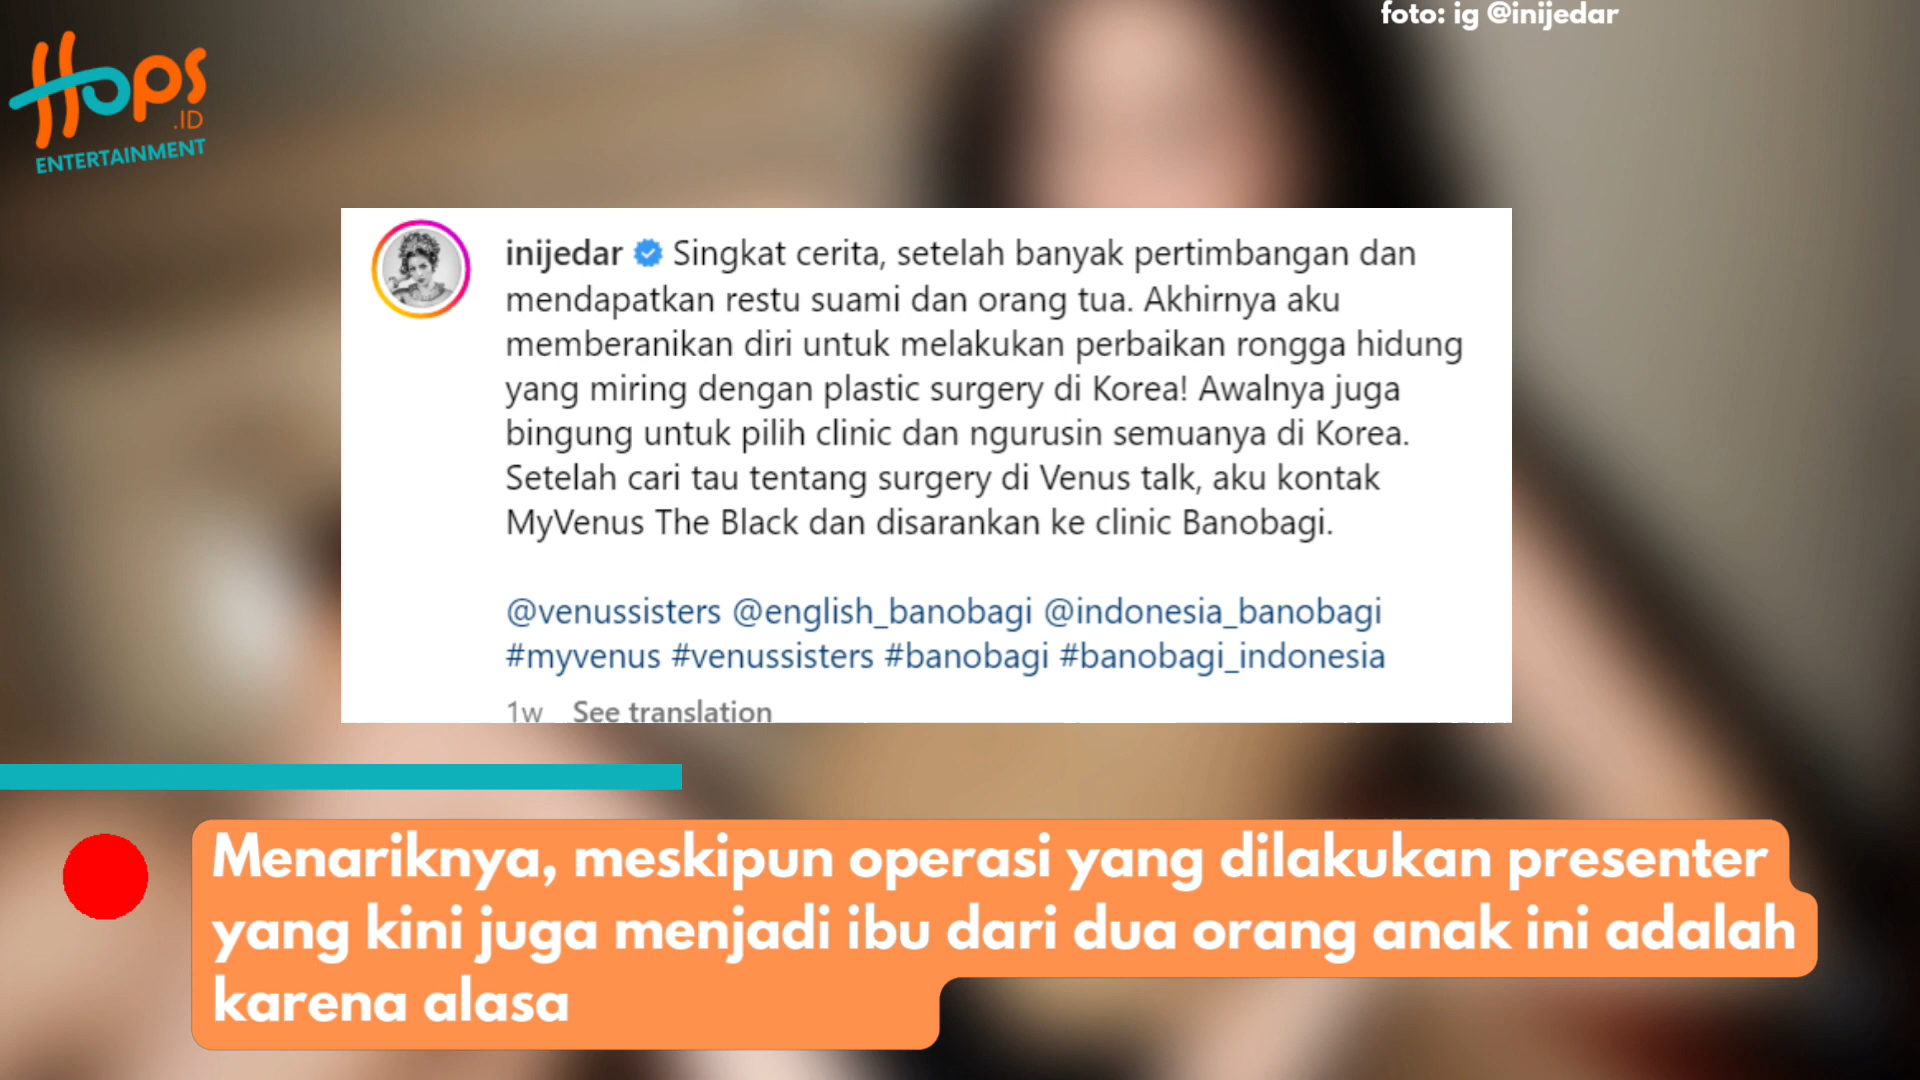 foto: ig @inijedar
Hops
.ID
ENTERTAINMENT
inijedar Singkat cerita, setelah banyak pertimbangan dan
mendapatkan restu suami dan orang tua. Akhirnya aku
memberanikan diri untuk melakukan perbaikan rongga hidung
yang miring dengan plastic surgery di Korea! Awalnya juga
bingung untuk pilih clinic dan ngurusin semuanya di Korea.
Setelah cari tau tentang surgery di Venus talk, aku kontak
MyVenus The Black dan disarankan ke clinic Banobagi.
@venussisters @english_banobagi @indonesia_banobagi
#myvenus #venussisters #banobagi #banobagi_indonesia
1w See translation
Menariknya, meskipun operasi yang dilakukan presenter
yang kini juga menjadi ibu dari dua orang anak ini adalah
karena alasa